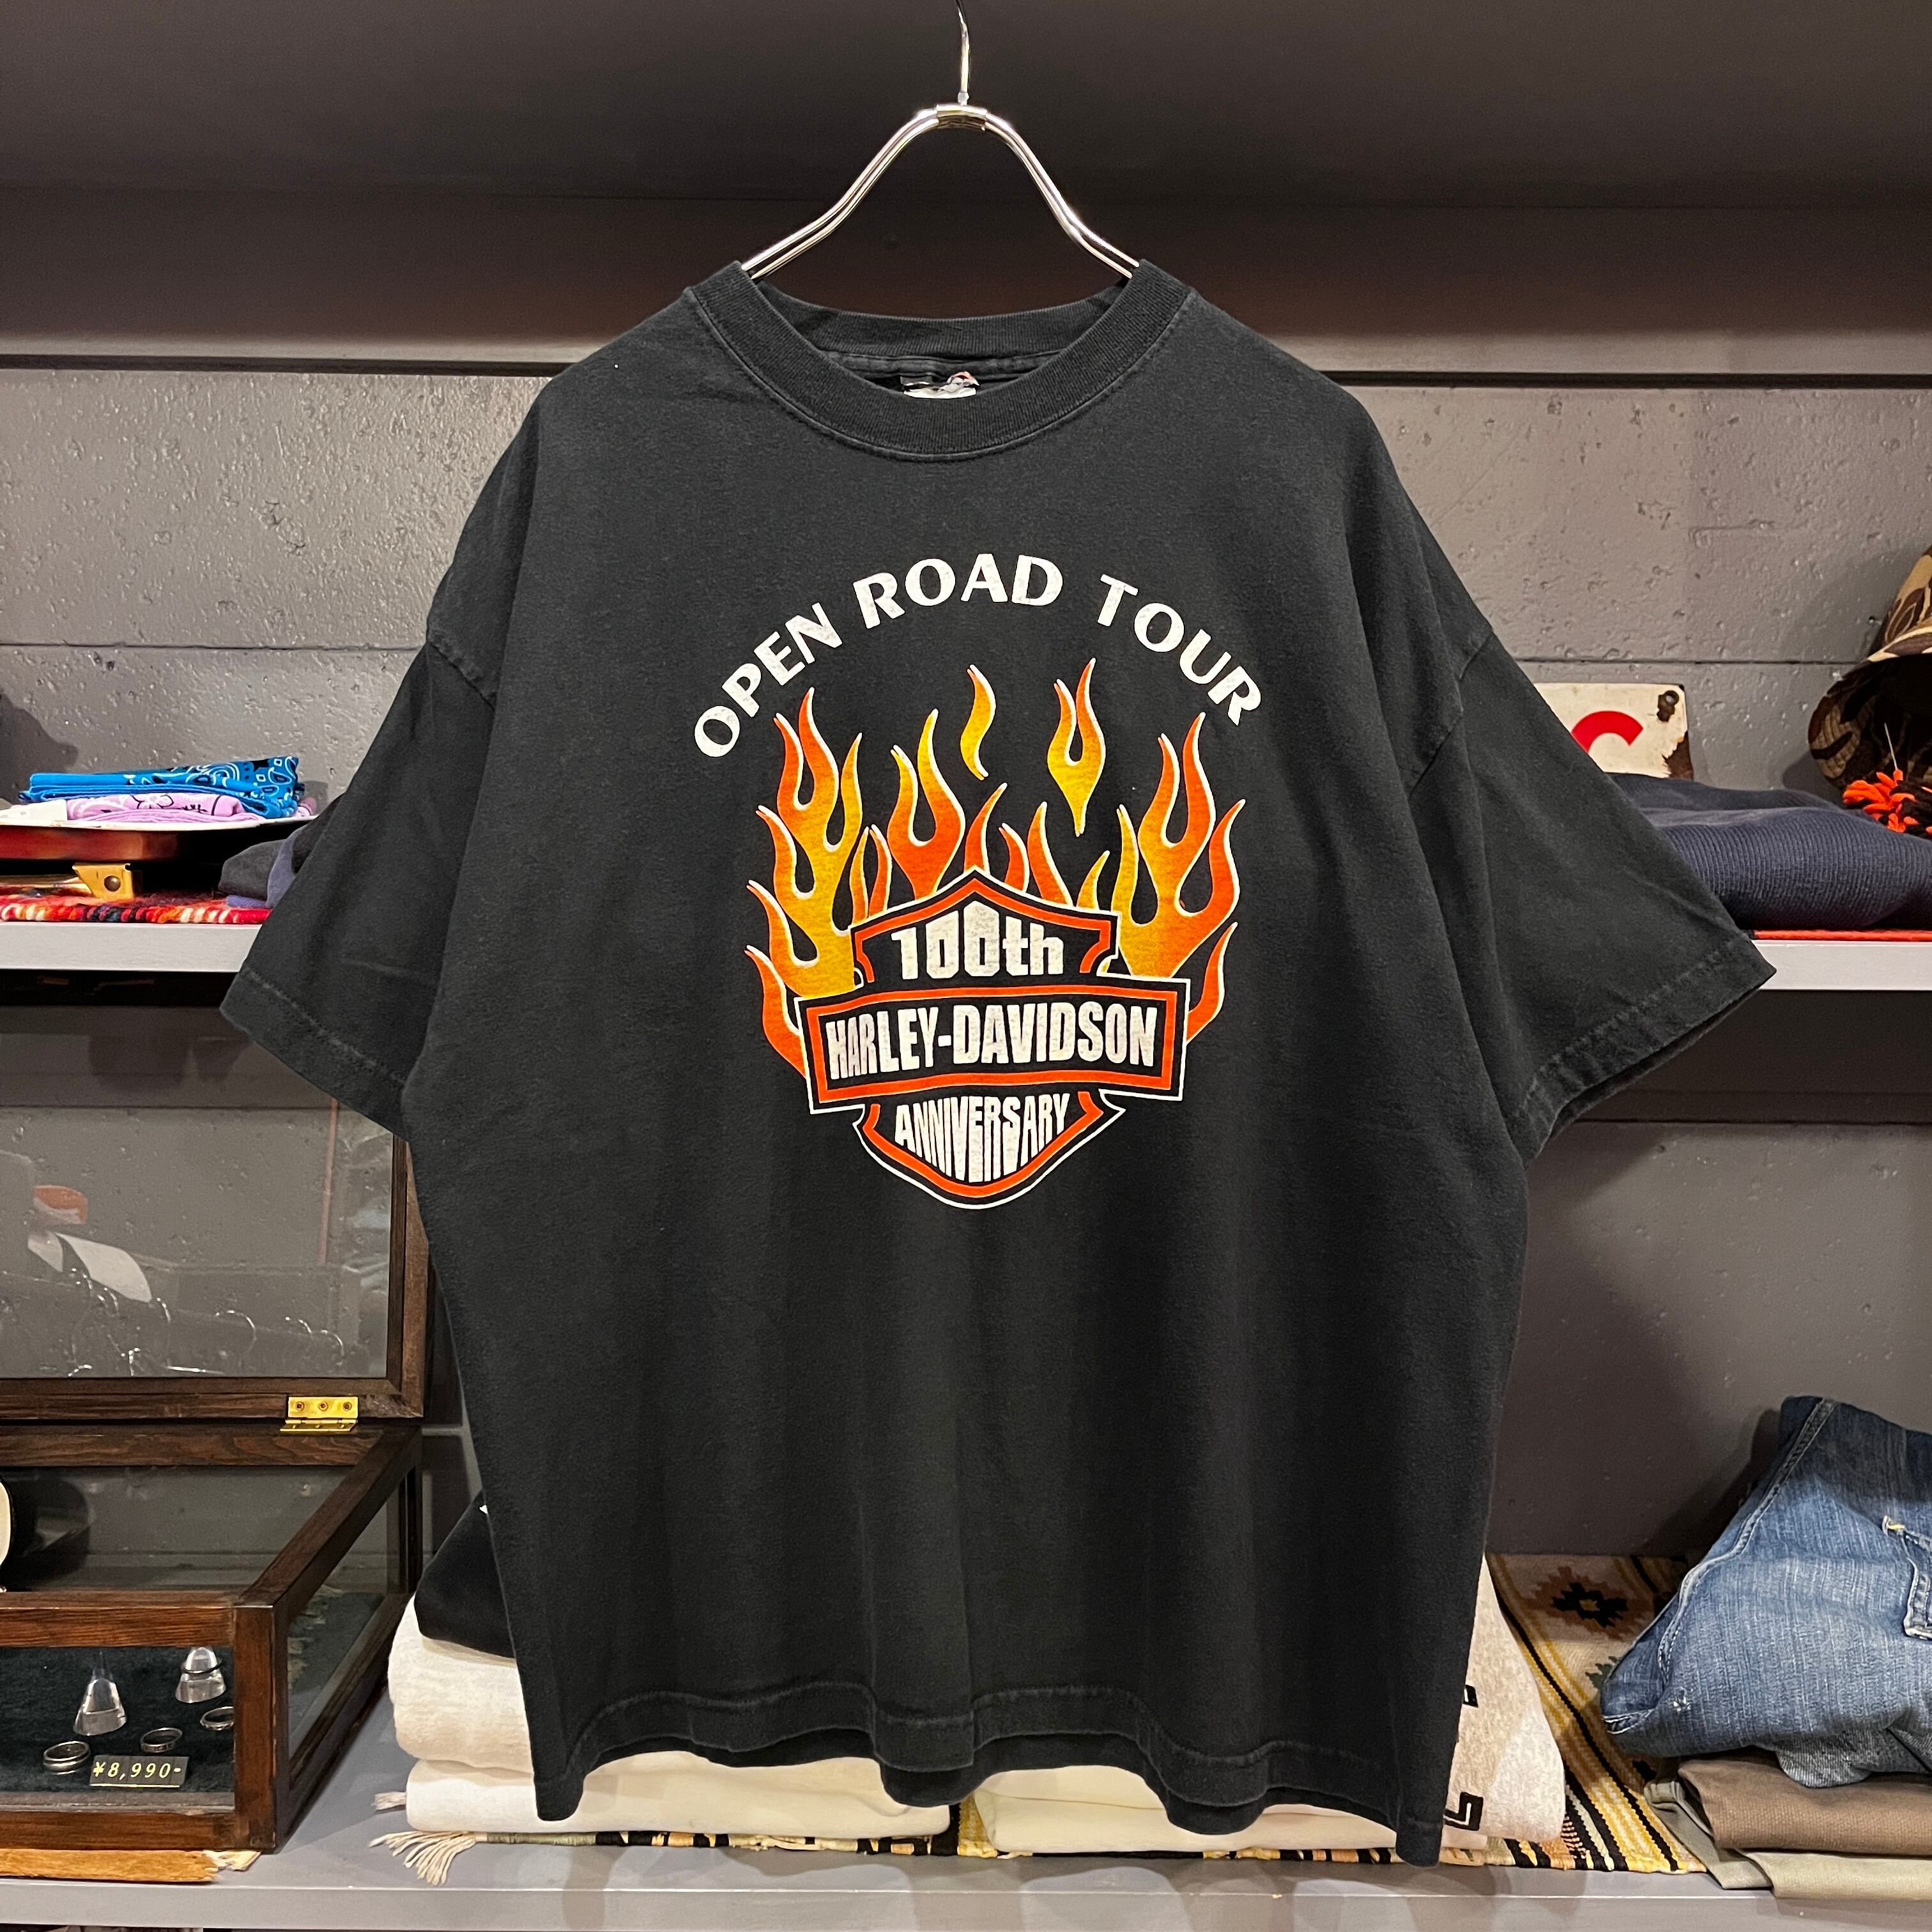 OPEN ROAD TOUR
100th
HARLEY-DAVIDSON
ANNIVERSARY
¥8,990-